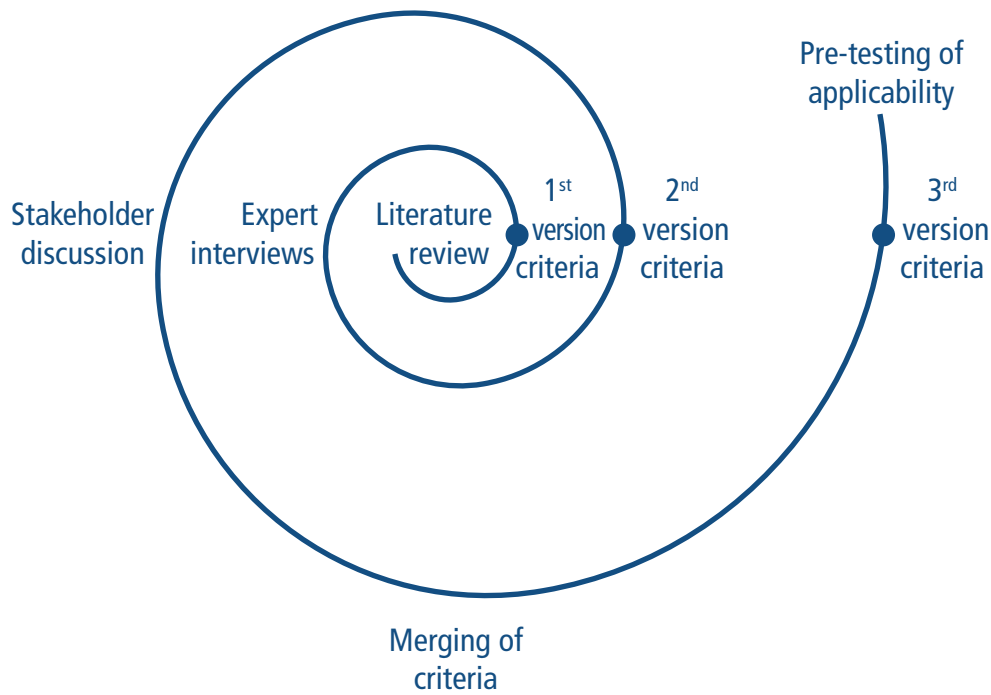 Pre-testing of
applicability
Stakeholder
discussion
Expert
interviews
Literature
review
1st
version
criteria
2nd
version
criteria
3rd
version
criteria
Merging of
criteria